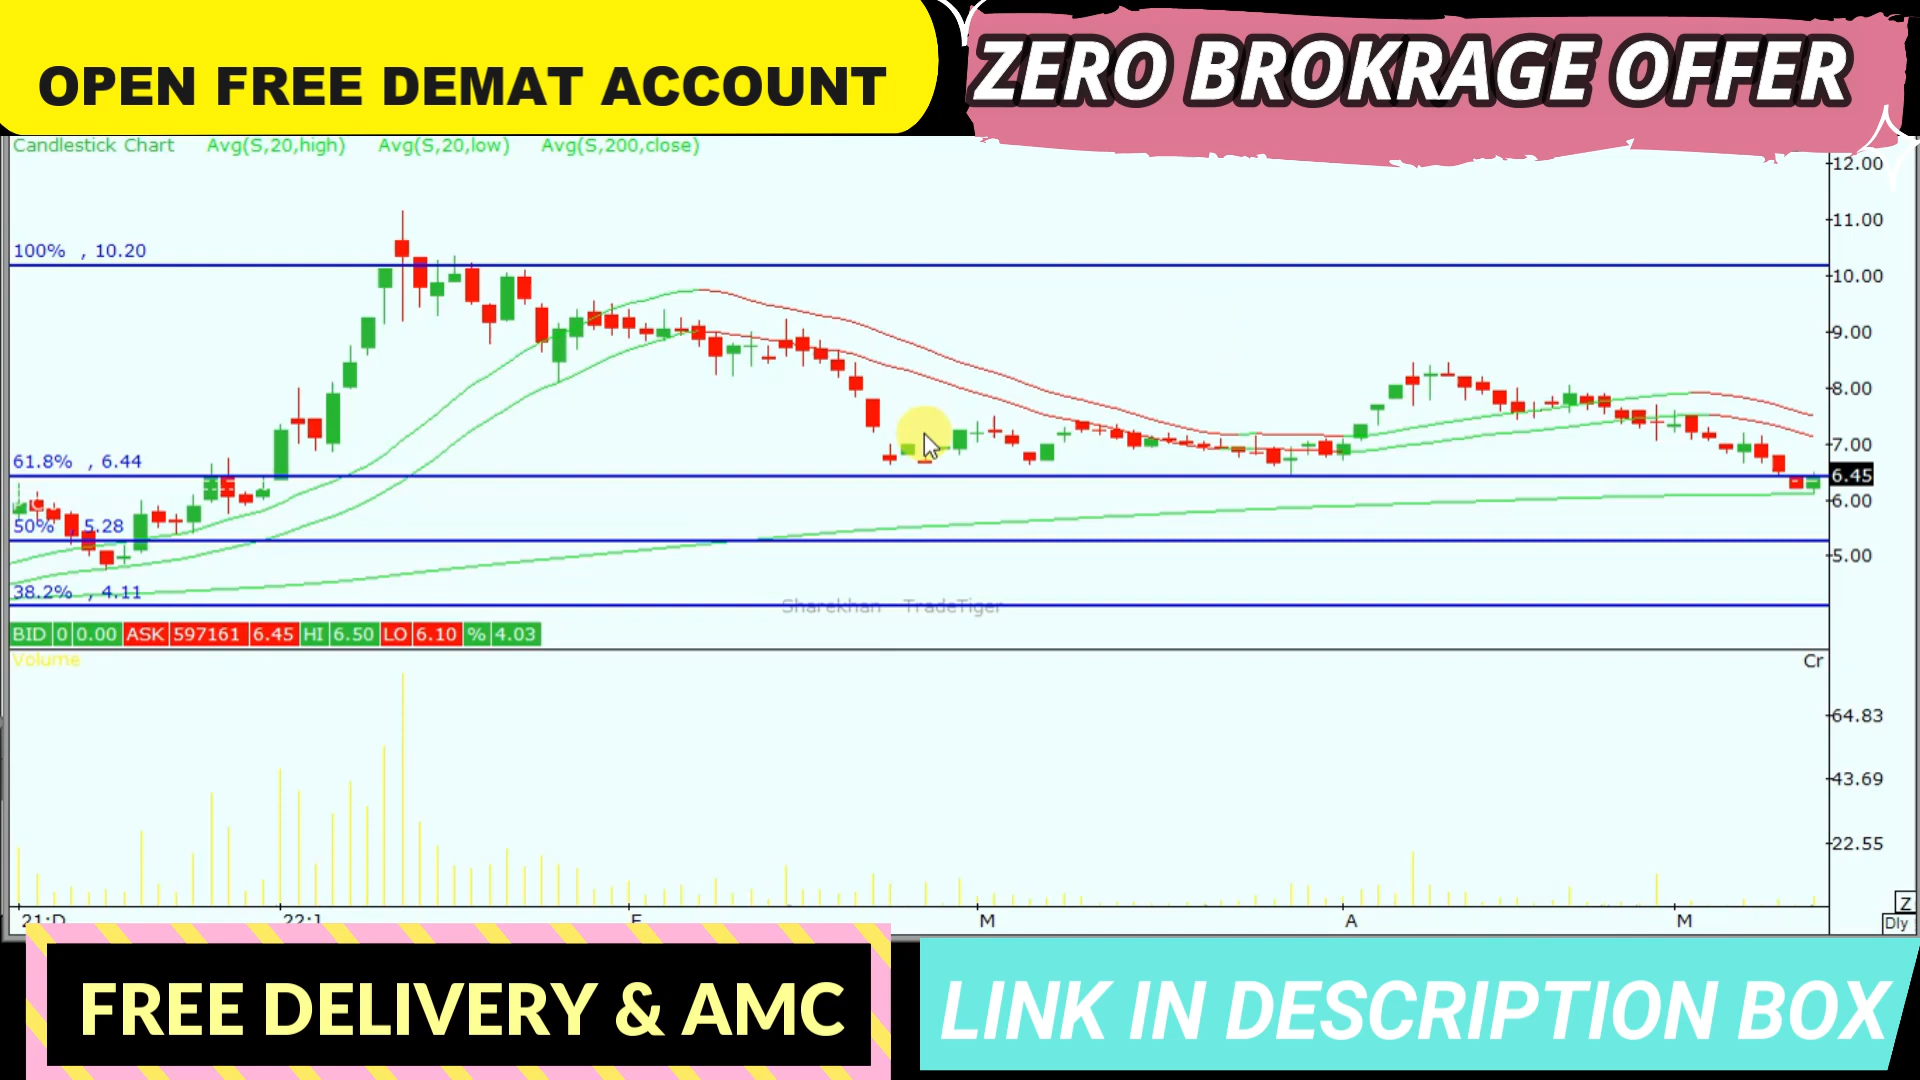 OPEN FREE DEMAT ACCOUNT
ZERO BROKRAGE OFFER
Candlestick Chart Avg(S,20,high) Avg(S,20,low) Avg(S,200,close)
12.00
11.00
100% , 10.20
10.00
9.00
8.00
7.00
61.8% , 6.44
6.45
6.00
50% , 5.28
5.00
38.2% , 4.11
Sharekhan TradeTiger
BID 0 0.00 ASK 597161 6.45 HI 6.50 LO 6.10 % 4.03
Volume
Cr
64.83
43.69
22.55
Z
21:D 22:J F M A M
Dly
FREE DELIVERY & AMC
LINK IN DESCRIPTION BOX